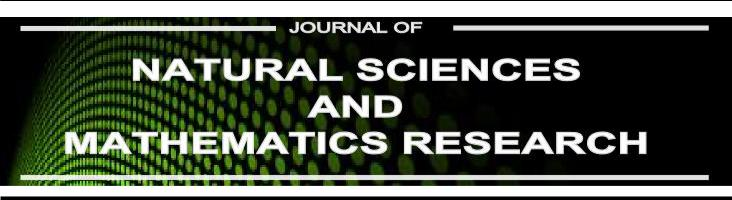 JOURNAL OF
NATURAL SCIENCES
AND
MATHEMATICS RESEARCH